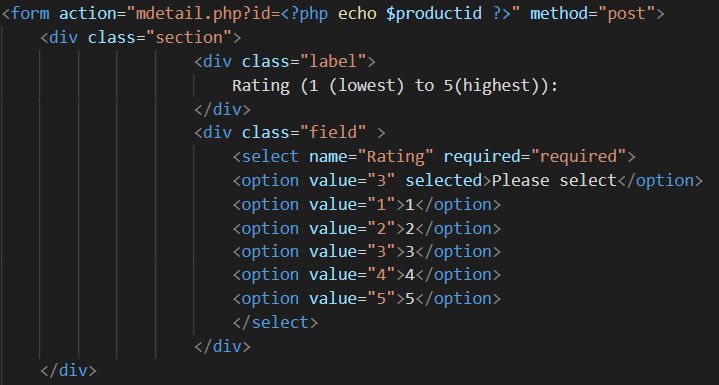 <form action="mdetail.php?id=<?php echo $productid ?>" method="post">
<div class="section">
<div class="label">
Rating (1 (lowest) to 5(highest)):
</div>
<div class="field" >
<select name="Rating" required="required">
<option value="3" selected>Please select</option>
<option value="1">1</option>
<option value="2">2</option>
<option value="3">3</option>
<option value="4">4</option>
<option value="5">5</option>
</select>
</div>
</div>